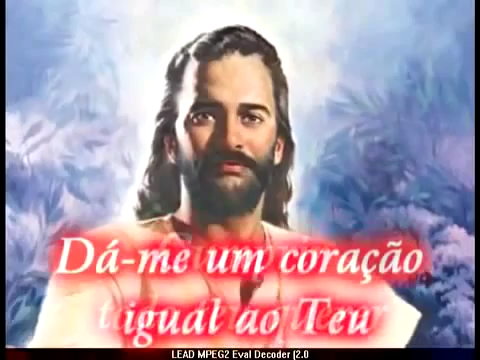 Dá-me um coração
igual ao Teu
LEAD MPEG2 Eval Decoder |2.0